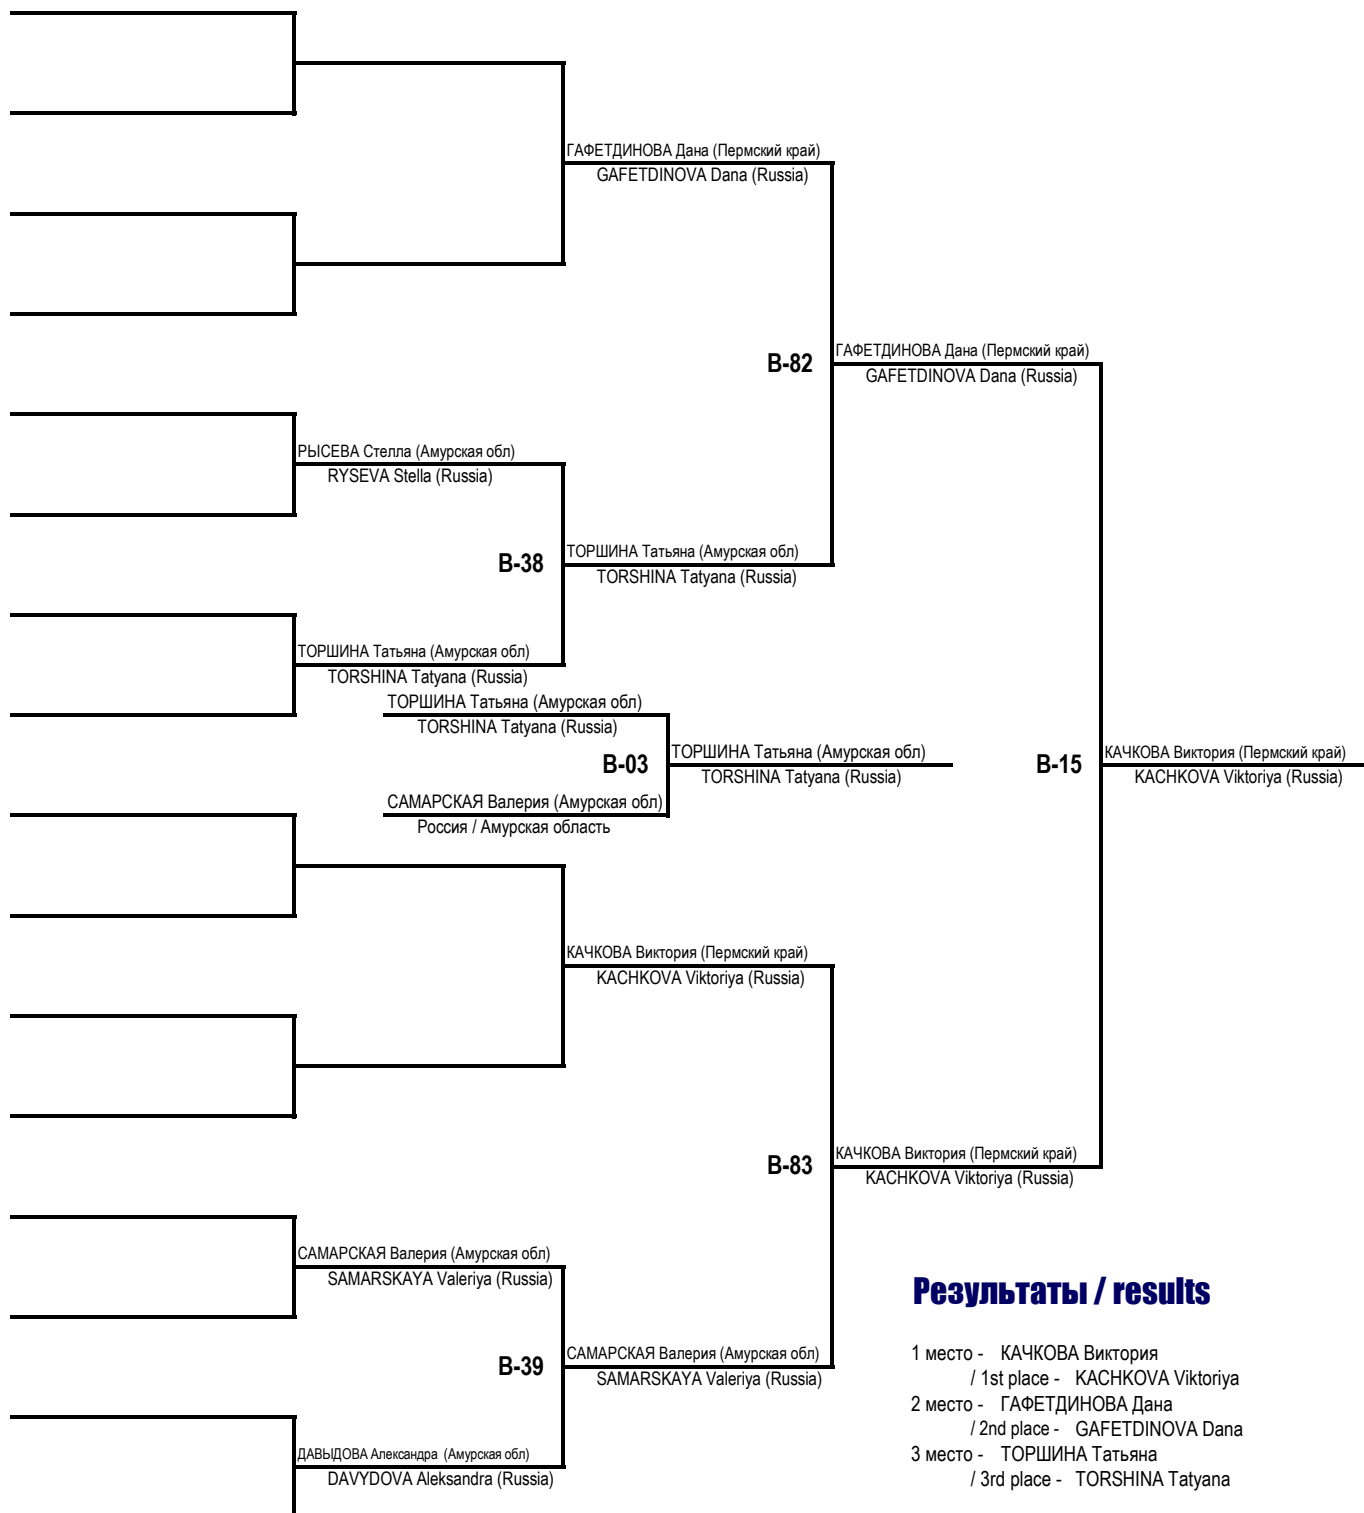 ГАФЕТДИНОВА Дана (Пермский край)
GAFETDINOVA Dana (Russia)
B-82
ГАФЕТДИНОВА Дана (Пермский край)
GAFETDINOVA Dana (Russia)
РЫСЕВА Стелла (Амурская обл)
RYSEVA Stella (Russia)
B-38
ТОРШИНА Татьяна (Амурская обл)
TORSHINA Tatyana (Russia)
ТОРШИНА Татьяна (Амурская обл)
TORSHINA Tatyana (Russia)
ТОРШИНА Татьяна (Амурская обл)
TORSHINA Tatyana (Russia)
B-03
ТОРШИНА Татьяна (Амурская обл)
TORSHINA Tatyana (Russia)
B-15
КАЧКОВА Виктория (Пермский край)
KACHKOVA Viktoriya (Russia)
САМАРСКАЯ Валерия (Амурская обл)
Россия / Амурская область
КАЧКОВА Виктория (Пермский край)
KACHKOVA Viktoriya (Russia)
B-83
КАЧКОВА Виктория (Пермский край)
KACHKOVA Viktoriya (Russia)
САМАРСКАЯ Валерия (Амурская обл)
SAMARSKAYA Valeriya (Russia)
B-39
САМАРСКАЯ Валерия (Амурская обл)
SAMARSKAYA Valeriya (Russia)
ДАВЫДОВА Александра (Амурская обл)
DAVYDOVA Aleksandra (Russia)
Результаты / results
1 место - КАЧКОВА Виктория
/ 1st place - KACHKOVA Viktoriya
2 место - ГАФЕТДИНОВА Дана
/ 2nd place - GAFETDINOVA Dana
3 место - ТОРШИНА Татьяна
/ 3rd place - TORSHINA Tatyana